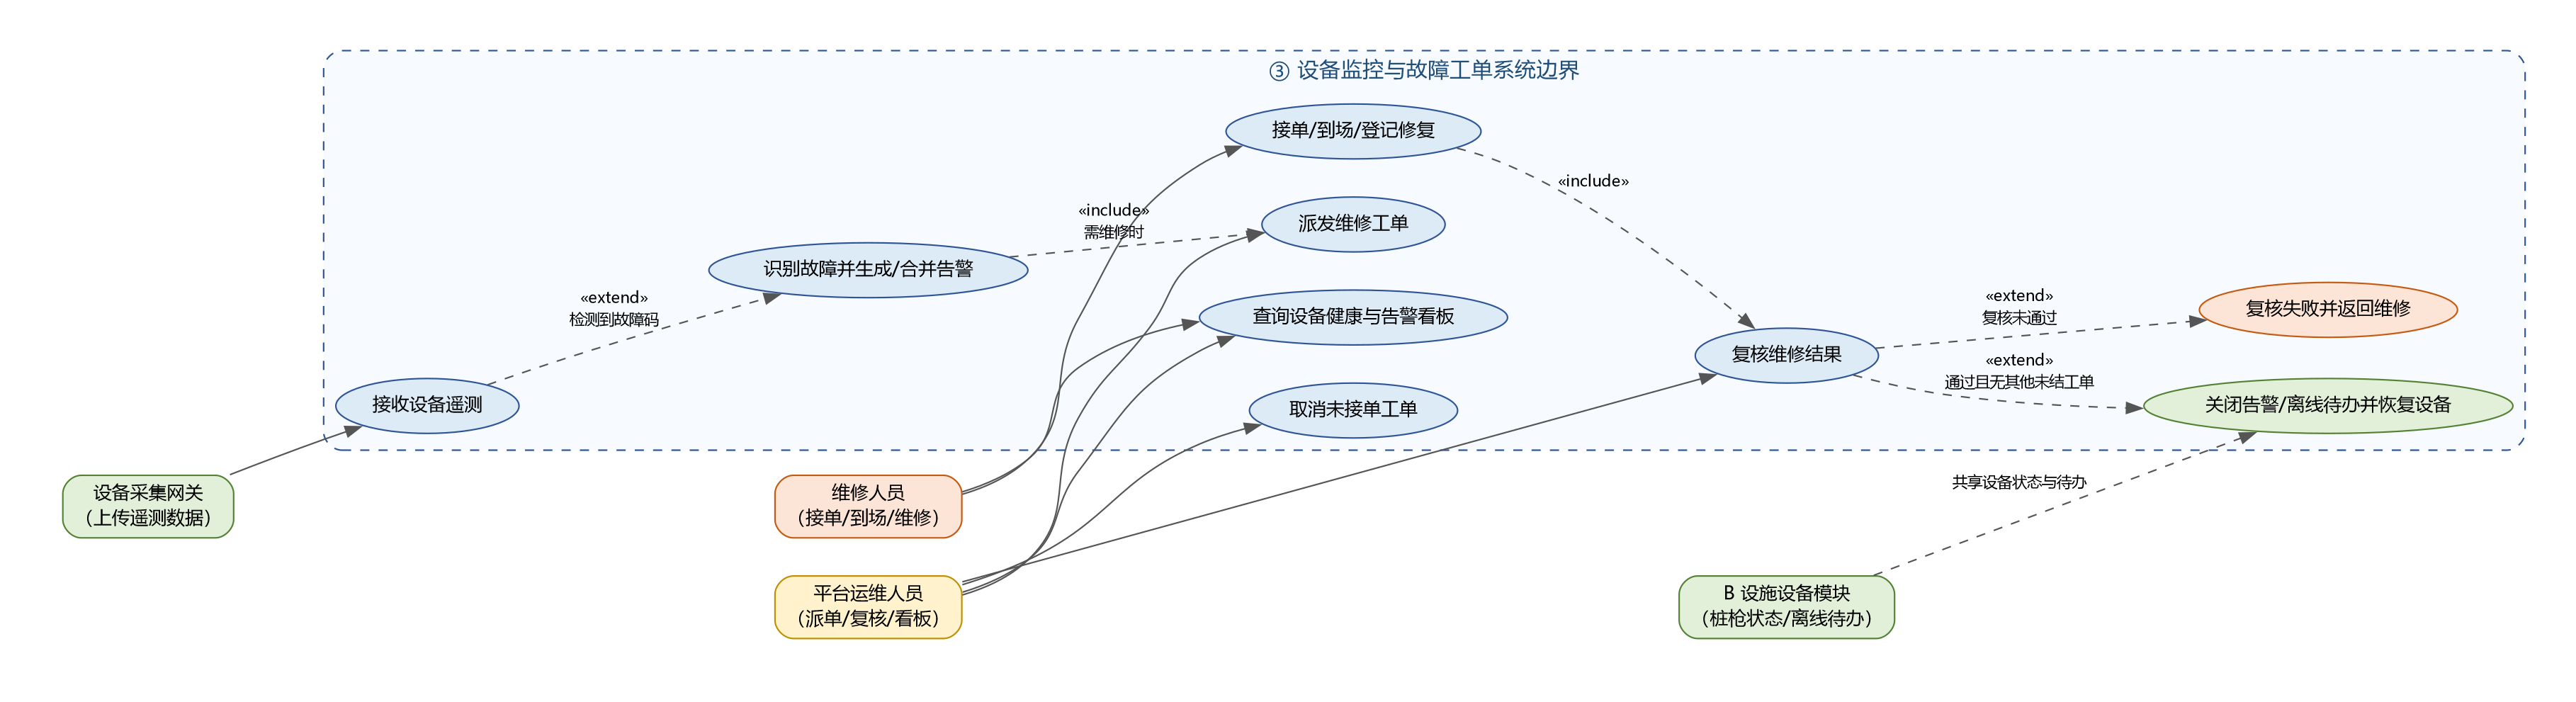 ③ 设备监控与故障工单系统边界
接单/到场/登记修复
«include»
«include»
需维修时
派发维修工单
识别故障并生成/合并告警
«extend»
检测到故障码
查询设备健康与告警看板
«extend»
复核未通过
复核失败并返回维修
复核维修结果
«extend»
通过且无其他未结工单
接收设备遥测
取消未接单工单
关闭告警/离线待办并恢复设备
设备采集网关
（上传遥测数据）
维修人员
（接单/到场/维修）
共享设备状态与待办
平台运维人员
（派单/复核/看板）
B 设施设备模块
（桩枪状态/离线待办）